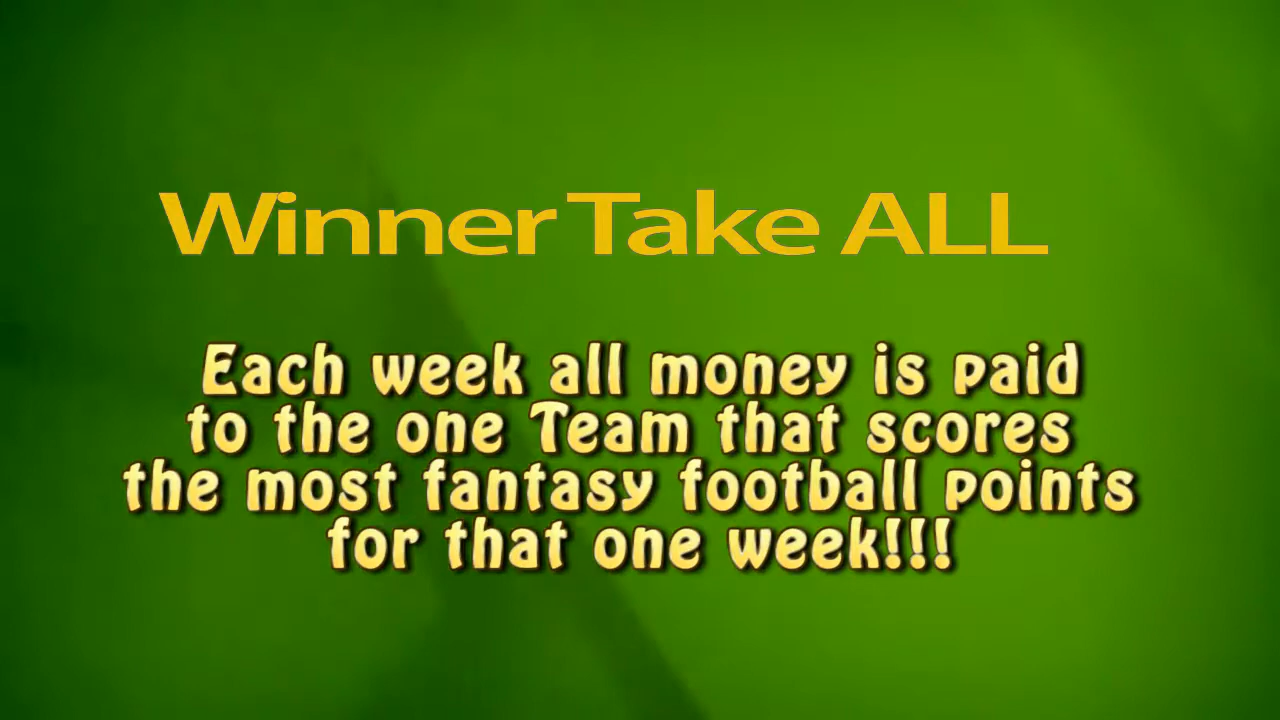 Winner Take ALL
Each week all money is paid
to the one Team that scores
the most fantasy football points
for that one week!!!